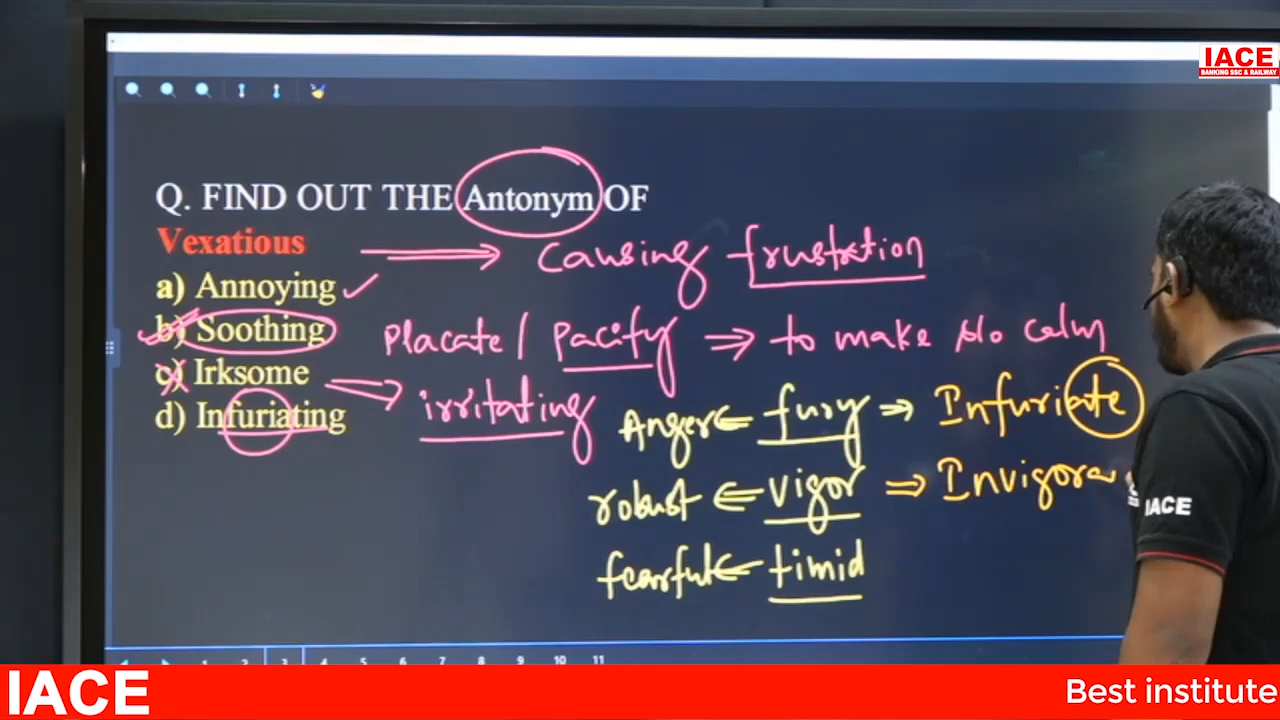 IACE
BANKING SSC & RAILWAY
Q. FIND OUT THE Antonym OF
Vexatious ⇒ causing frustration
a) Annoying ✓
b) Soothing Placate / pacify ⇒ to make s/o calm
c) Irksome ⇒ irritating
d) Infuriating
Anger ⇐ fury ⇒ Infuriate
robust ⇐ vigor ⇒ Invigora
fearful ⇐ timid
IACE
1 2 3 4 5 6 7 8 9 10 11
IACE
Best institute